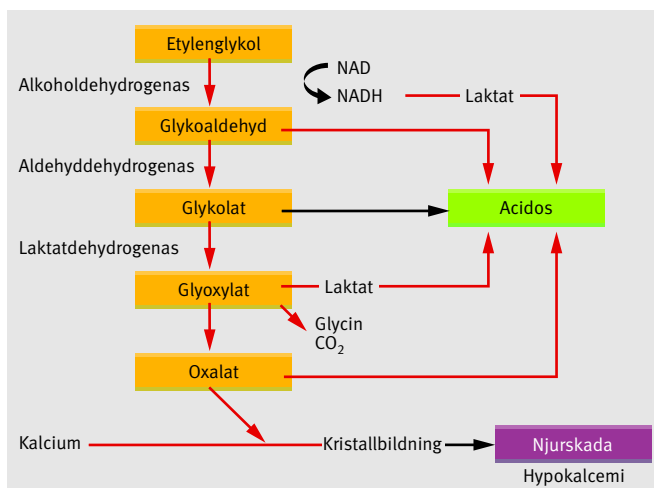 Etylenglykol
Alkoholdehydrogenas
NAD
NADH
Laktat
Glykoaldehyd
Aldehyddehydrogenas
Glykolat
Acidos
Laktatdehydrogenas
Glyoxylat
Laktat
Glycin
CO₂
Oxalat
Kalcium
Kristallbildning
Njurskada
Hypokalcemi